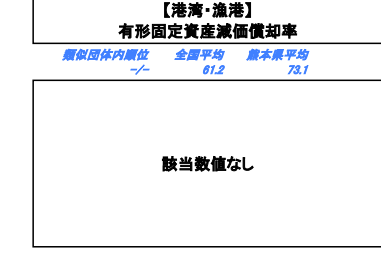 【港湾・漁港】
有形固定資産減価償却率
類似団体内順位 全国平均 熊本県平均
-/- 61.2 73.1
該当数値なし